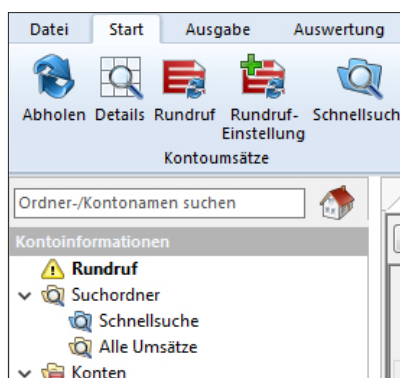 Datei Start Ausgabe Auswertung
Abholen Details Rundruf Rundruf-Einstellung
Kontoumsätze
Ordner-/Kontonamen suchen
Kontoinformationen
Rundruf
Suchordner
Schnellsuche
Alle Umsätze
Konten